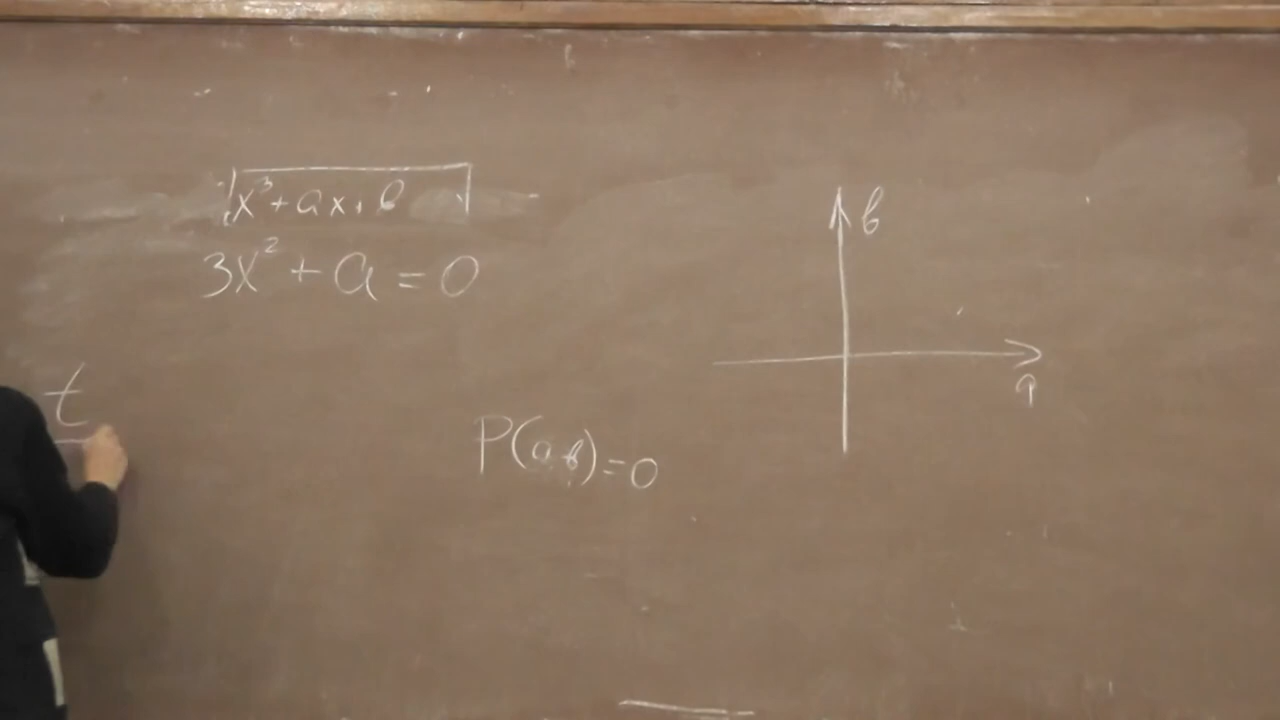 x³+ax+b
3x²+a=0
t
P(a,b)=0
b
a